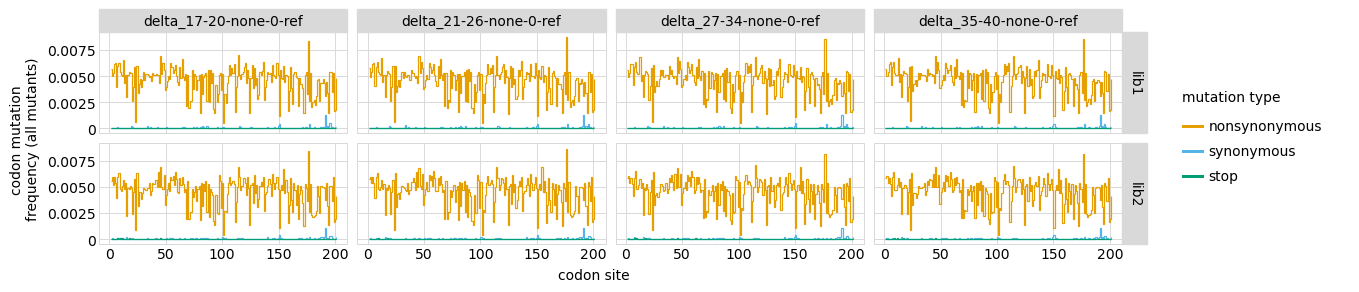 delta_17-20-none-0-ref
delta_21-26-none-0-ref
delta_27-34-none-0-ref
delta_35-40-none-0-ref
codon mutation
frequency (all mutants)
0.0075
0.0050
0.0025
0
lib1
0.0075
0.0050
0.0025
0
lib2
0 50 100 150 200
0 50 100 150 200
0 50 100 150 200
0 50 100 150 200
codon site
mutation type
nonsynonymous
synonymous
stop